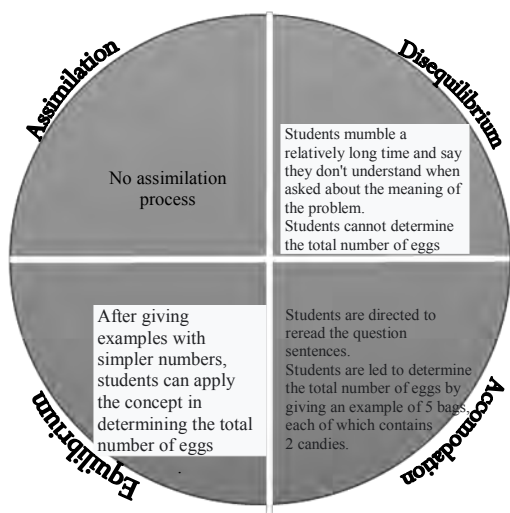 Assimilation
No assimilation
process
Disequilibrium
Students mumble a
relatively long time and say
they don't understand when
asked about the meaning of
the problem.
Students cannot determine
the total number of eggs
After giving
examples with
simpler numbers,
students can apply
the concept in
determining the total
number of eggs
Equilibrium
Students are directed to
reread the question
sentences.
Students are led to determine
the total number of eggs by
giving an example of 5 bags,
each of which contains
2 candies.
Accomodation